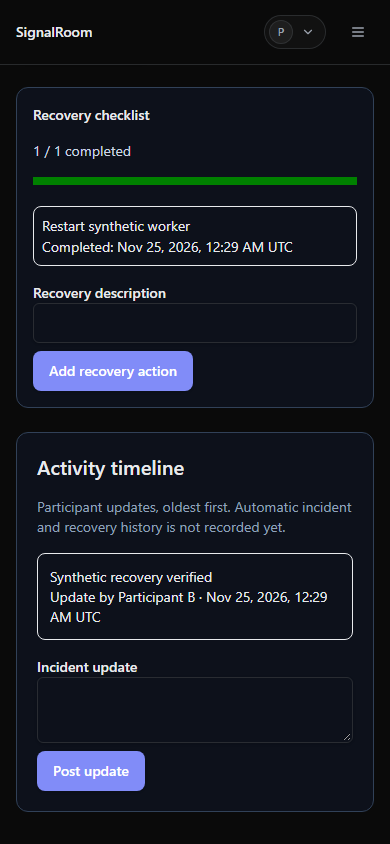 SignalRoom
P
Recovery checklist
1 / 1 completed
Restart synthetic worker
Completed: Nov 25, 2026, 12:29 AM UTC
Recovery description
Add recovery action
Activity timeline
Participant updates, oldest first. Automatic incident
and recovery history is not recorded yet.
Synthetic recovery verified
Update by Participant B · Nov 25, 2026, 12:29
AM UTC
Incident update
Post update